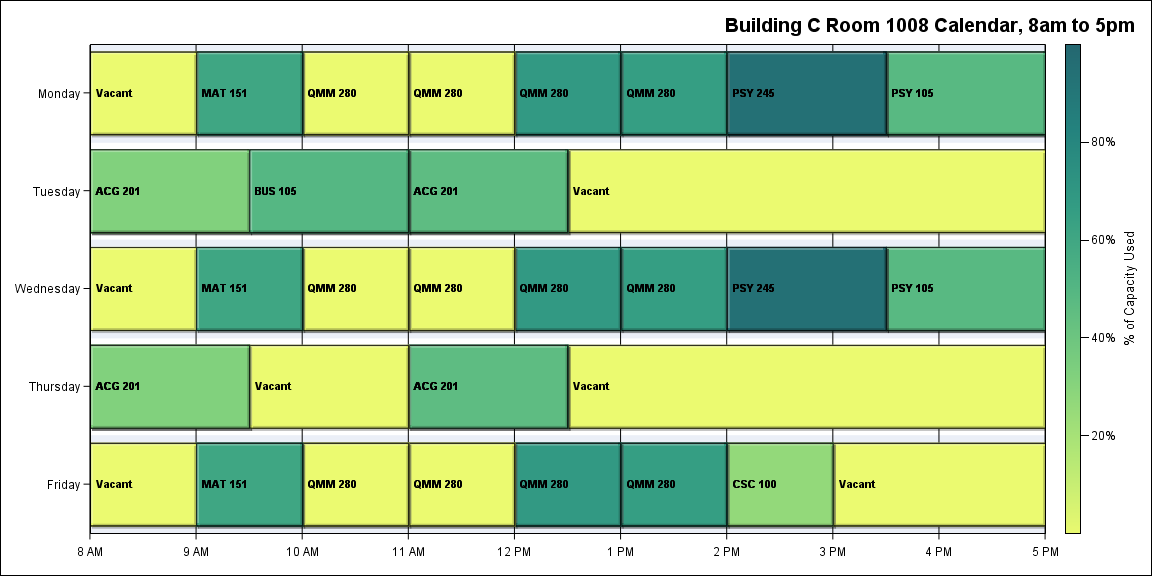 Building C Room 1008 Calendar, 8am to 5pm
Monday
Vacant
MAT 151
QMM 280
QMM 280
QMM 280
QMM 280
PSY 245
PSY 105
Tuesday
ACG 201
BUS 105
ACG 201
Vacant
Wednesday
Vacant
MAT 151
QMM 280
QMM 280
QMM 280
QMM 280
PSY 245
PSY 105
Thursday
ACG 201
Vacant
ACG 201
Vacant
Friday
Vacant
MAT 151
QMM 280
QMM 280
QMM 280
QMM 280
CSC 100
Vacant
8 AM
9 AM
10 AM
11 AM
12 PM
1 PM
2 PM
3 PM
4 PM
5 PM
80%
60%
40%
20%
% of Capacity Used